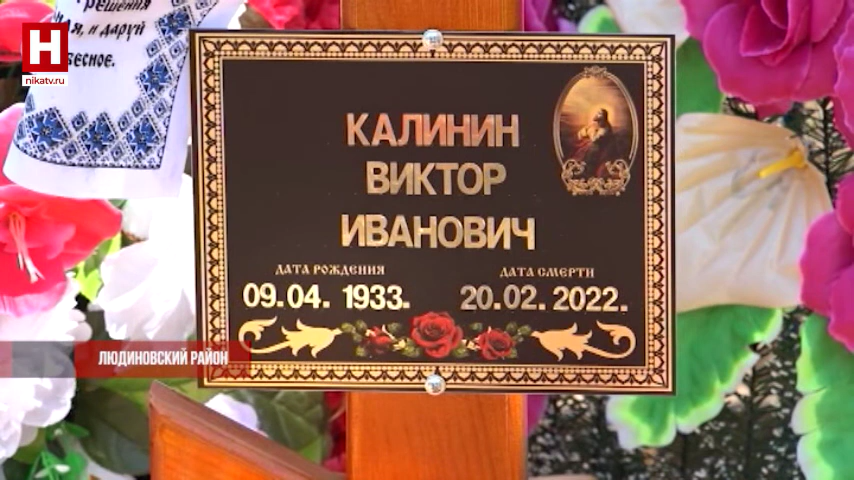 РЕШЕНИЯ
Я, И ДАРУЙ
ЕСНОЕ.
Н
nikatv.ru
КАЛИНИН
ВИКТОР
ИВАНОВИЧ
ДАТА РОЖДЕНИЯ ДАТА СМЕРТИ
09.04. 1933. 20.02. 2022.
ЛЮДИНОВСКИЙ РАЙОН